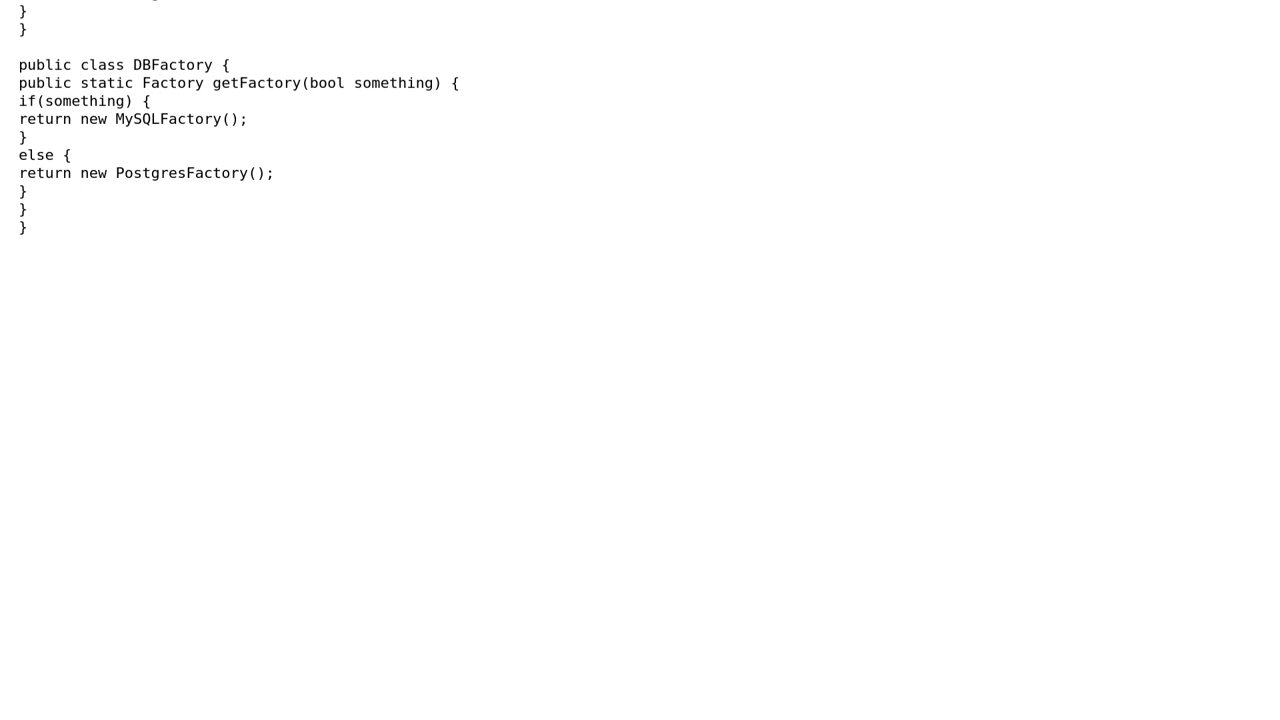 }
}
public class DBFactory {
public static Factory getFactory(bool something) {
if(something) {
return new MySQLFactory();
}
else {
return new PostgresFactory();
}
}
}